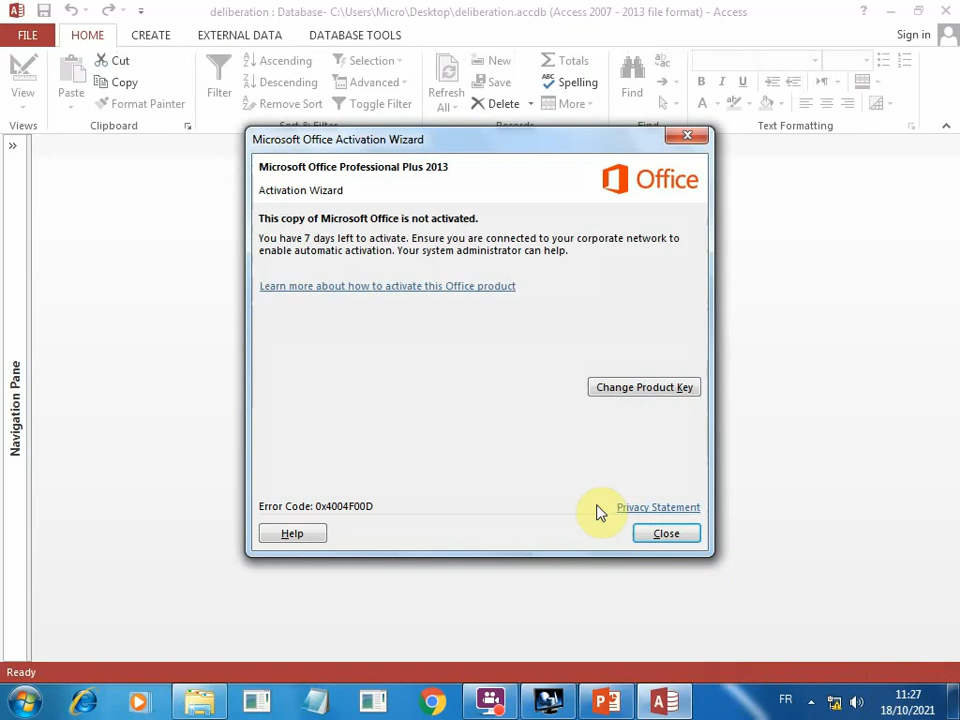 deliberation : Database- C:\Users\Micro\Desktop\deliberation.accdb (Access 2007 - 2013 file format) - Access
?
FILE
HOME
CREATE
EXTERNAL DATA
DATABASE TOOLS
Sign in
View
Views
Paste
Cut
Copy
Format Painter
Clipboard
Filter
Ascending
Descending
Remove Sort
Selection
Advanced
Toggle Filter
Sort & Filter
Refresh
All
New
Save
Delete
Totals
Spelling
More
Records
Find
B I U
A
Text Formatting
Navigation Pane
Microsoft Office Activation Wizard
Microsoft Office Professional Plus 2013
Activation Wizard
Office
This copy of Microsoft Office is not activated.
You have 7 days left to activate. Ensure you are connected to your corporate network to
enable automatic activation. Your system administrator can help.
Learn more about how to activate this Office product
Change Product Key
Error Code: 0x4004F00D
Privacy Statement
Help
Close
Ready
FR
11:27
18/10/2021